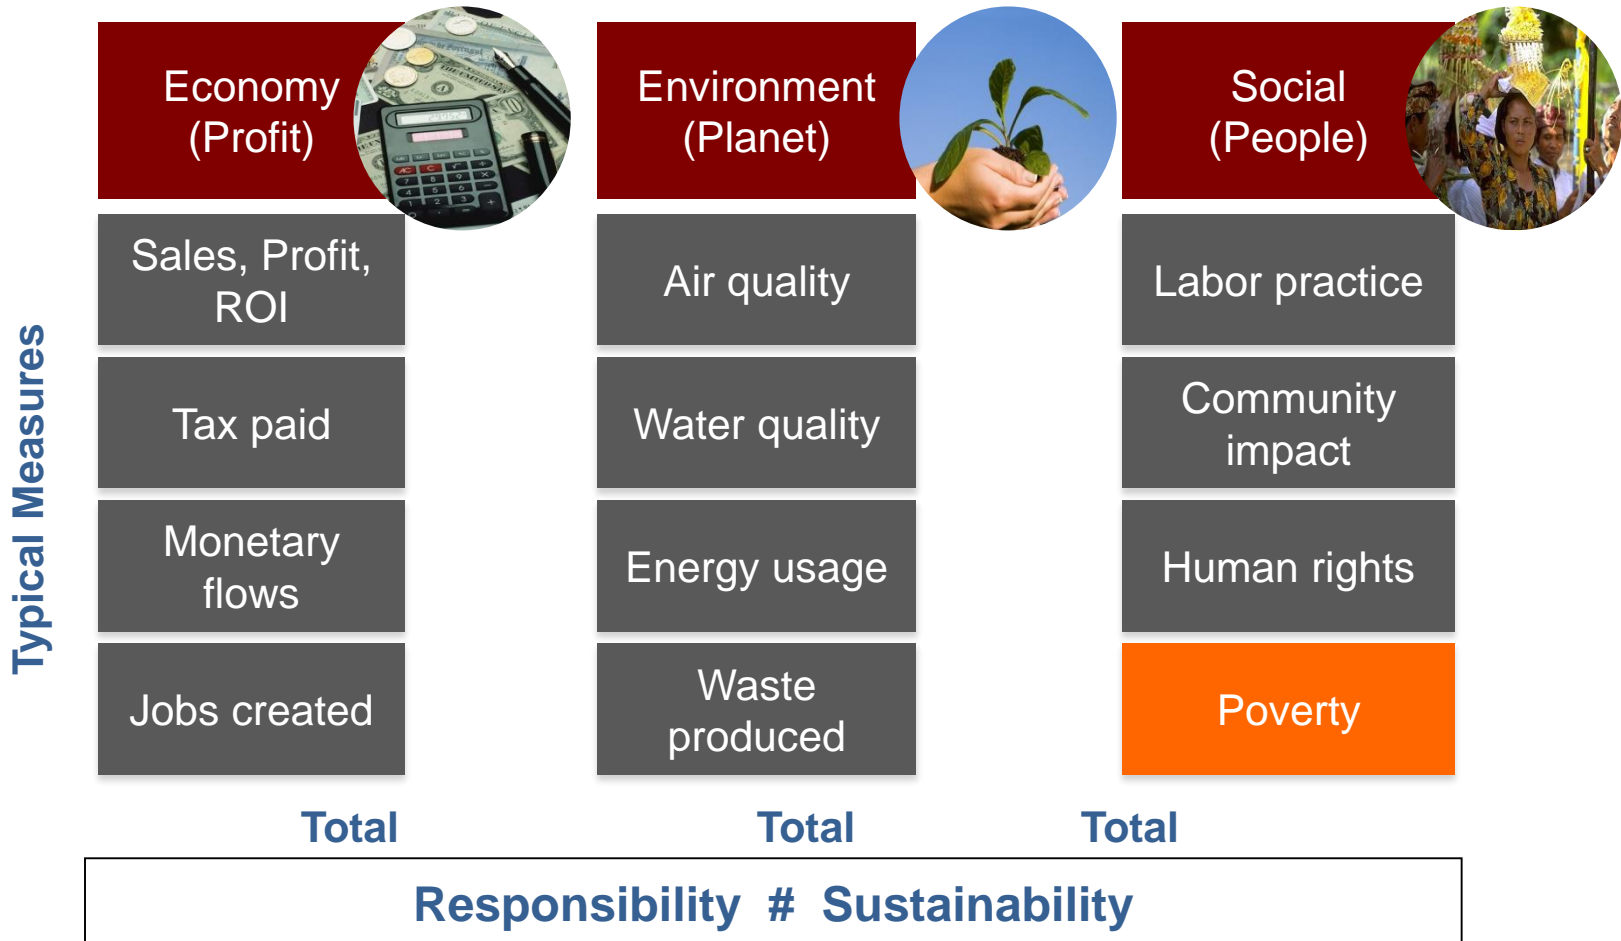 Economy
(Profit)
Environment
(Planet)
Social
(People)
Typical Measures
Sales, Profit,
ROI
Air quality
Labor practice
Tax paid
Water quality
Community
impact
Monetary
flows
Energy usage
Human rights
Jobs created
Waste
produced
Poverty
Total
Total
Total
Responsibility # Sustainability